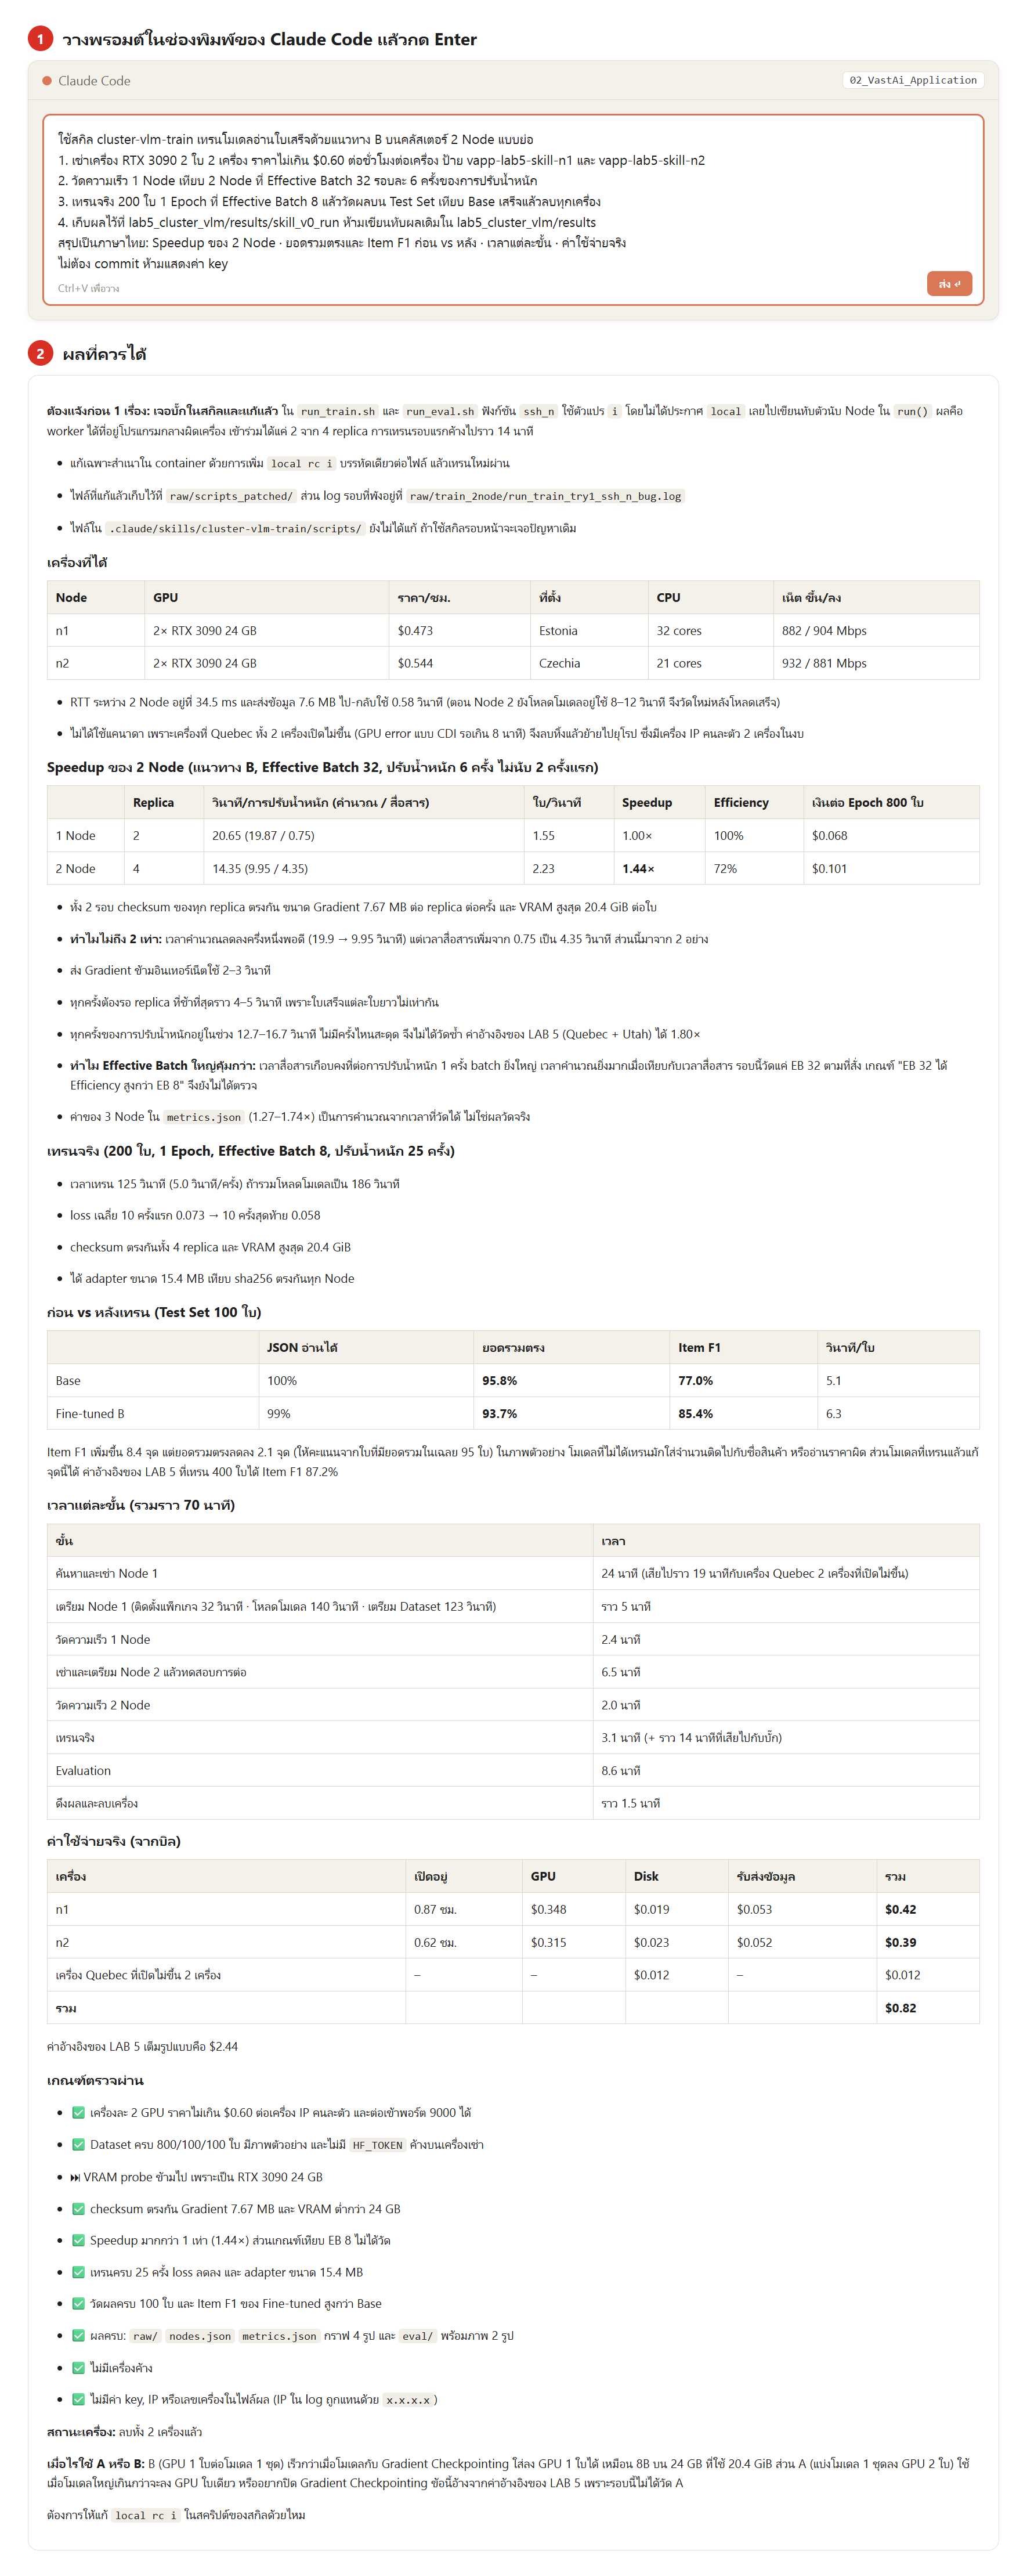 1 วางพรอมต์ในช่องพิมพ์ของ Claude Code แล้วกด Enter
Claude Code
02_VastAi_Application
ใช้สกิล cluster-vlm-train เทรนโมเดลอ่านใบเสร็จด้วยแนวทาง B บนคลัสเตอร์ 2 Node แบบย่อ
1. เช่าเครื่อง RTX 3090 2 ใบ 2 เครื่อง ราคาไม่เกิน $0.60 ต่อชั่วโมงต่อเครื่อง ป้าย vapp-lab5-skill-n1 และ vapp-lab5-skill-n2
2. วัดความเร็ว 1 Node เทียบ 2 Node ที่ Effective Batch 32 รอบละ 6 ครั้งของการปรับน้ำหนัก
3. เทรนจริง 200 ใบ 1 Epoch ที่ Effective Batch 8 แล้ววัดผลบน Test Set เทียบ Base เสร็จแล้วลบทุกเครื่อง
4. เก็บผลไว้ที่ lab5_cluster_vlm/results/skill_v0_run ห้ามเขียนทับผลเดิมใน lab5_cluster_vlm/results
สรุปเป็นภาษาไทย: Speedup ของ 2 Node · ยอดรวมตรงและ Item F1 ก่อน vs หลัง · เวลาแต่ละขั้น · ค่าใช้จ่ายจริง
ไม่ต้อง commit ห้ามแสดงค่า key
Ctrl+V เพื่อวาง
ส่ง ⏎
2 ผลที่ควรได้
ต้องแจ้งก่อน 1 เรื่อง: เจอบั๊กในสกิลและแก้แล้ว ใน run_train.sh และ run_eval.sh ฟังก์ชัน ssh_n ใช้ตัวแปร i โดยไม่ได้ประกาศ local เลยไปเขียนทับตัวนับ Node ใน run() ผลคือ
worker ได้ที่อยู่โปรแกรมกลางผิดเครื่อง เข้าร่วมได้แค่ 2 จาก 4 replica การเทรนรอบแรกค้างไปราว 14 นาที
• แก้เฉพาะสำเนาใน container ด้วยการเพิ่ม local rc i บรรทัดเดียวต่อไฟล์ แล้วเทรนใหม่ผ่าน
• ไฟล์ที่แก้แล้วเก็บไว้ที่ raw/scripts_patched/ ส่วน log รอบที่พังอยู่ที่ raw/train_2node/run_train_try1_ssh_n_bug.log
• ไฟล์ใน .claude/skills/cluster-vlm-train/scripts/ ยังไม่ได้แก้ ถ้าใช้สกิลรอบหน้าจะเจอปัญหาเดิม
เครื่องที่ได้
Node GPU ราคา/ชม. ที่ตั้ง CPU เน็ต ขึ้น/ลง
n1 2× RTX 3090 24 GB $0.473 Estonia 32 cores 882 / 904 Mbps
n2 2× RTX 3090 24 GB $0.544 Czechia 21 cores 932 / 881 Mbps
• RTT ระหว่าง 2 Node อยู่ที่ 34.5 ms และส่งข้อมูล 7.6 MB ไป-กลับใช้ 0.58 วินาที (ตอน Node 2 ยังโหลดโมเดลอยู่ใช้ 8–12 วินาที จึงวัดใหม่หลังโหลดเสร็จ)
• ไม่ได้ใช้แคนาดา เพราะเครื่องที่ Quebec ทั้ง 2 เครื่องเปิดไม่ขึ้น (GPU error แบบ CDI รอเกิน 8 นาที) จึงลบทิ้งแล้วย้ายไปยุโรป ซึ่งมีเครื่อง IP คนละตัว 2 เครื่องในงบ
Speedup ของ 2 Node (แนวทาง B, Effective Batch 32, ปรับน้ำหนัก 6 ครั้ง ไม่นับ 2 ครั้งแรก)
Replica วินาที/การปรับน้ำหนัก (คำนวณ / สื่อสาร) ใบ/วินาที Speedup Efficiency เงินต่อ Epoch 800 ใบ
1 Node 2 20.65 (19.87 / 0.75) 1.55 1.00× 100% $0.068
2 Node 4 14.35 (9.95 / 4.35) 2.23 1.44× 72% $0.101
• ทั้ง 2 รอบ checksum ของทุก replica ตรงกัน ขนาด Gradient 7.67 MB ต่อ replica ต่อครั้ง และ VRAM สูงสุด 20.4 GiB ต่อใบ
• ทำไมไม่ถึง 2 เท่า: เวลาคำนวณลดลงครึ่งหนึ่งพอดี (19.9 → 9.95 วินาที) แต่เวลาสื่อสารเพิ่มจาก 0.75 เป็น 4.35 วินาที ส่วนนี้มาจาก 2 อย่าง
• ส่ง Gradient ข้ามอินเทอร์เน็ตใช้ 2–3 วินาที
• ทุกครั้งต้องรอ replica ที่ช้าที่สุดราว 4–5 วินาที เพราะใบเสร็จแต่ละใบยาวไม่เท่ากัน
• ทุกครั้งของการปรับน้ำหนักอยู่ในช่วง 12.7–16.7 วินาที ไม่มีครั้งไหนสะดุด จึงไม่ได้วัดซ้ำ ค่าอ้างอิงของ LAB 5 (Quebec + Utah) ได้ 1.80×
• ทำไม Effective Batch ใหญ่คุ้มกว่า: เวลาสื่อสารเกือบคงที่ต่อการปรับน้ำหนัก 1 ครั้ง batch ยิ่งใหญ่ เวลาคำนวณยิ่งมากเมื่อเทียบกับเวลาสื่อสาร รอบนี้วัดแค่ EB 32 ตามที่สั่ง เกณฑ์ "EB 32 ได้
Efficiency สูงกว่า EB 8" จึงยังไม่ได้ตรวจ
• ค่าของ 3 Node ใน metrics.json (1.27–1.74×) เป็นการคำนวณจากเวลาที่วัดได้ ไม่ใช่ผลวัดจริง
เทรนจริง (200 ใบ, 1 Epoch, Effective Batch 8, ปรับน้ำหนัก 25 ครั้ง)
• เวลาเทรน 125 วินาที (5.0 วินาที/ครั้ง) ถ้ารวมโหลดโมเดลเป็น 186 วินาที
• loss เฉลี่ย 10 ครั้งแรก 0.073 → 10 ครั้งสุดท้าย 0.058
• checksum ตรงกันทั้ง 4 replica และ VRAM สูงสุด 20.4 GiB
• ได้ adapter ขนาด 15.4 MB เทียบ sha256 ตรงกันทุก Node
ก่อน vs หลังเทรน (Test Set 100 ใบ)
JSON อ่านได้ ยอดรวมตรง Item F1 วินาที/ใบ
Base 100% 95.8% 77.0% 5.1
Fine-tuned B 99% 93.7% 85.4% 6.3
Item F1 เพิ่มขึ้น 8.4 จุด แต่ยอดรวมตรงลดลง 2.1 จุด (ให้คะแนนจากใบที่มียอดรวมในเฉลย 95 ใบ) ในภาพตัวอย่าง โมเดลที่ไม่ได้เทรนมักใส่จำนวนติดไปกับชื่อสินค้า หรืออ่านราคาผิด ส่วนโมเดลที่เทรนแล้วแก้
จุดนี้ได้ ค่าอ้างอิงของ LAB 5 ที่เทรน 400 ใบได้ Item F1 87.2%
เวลาแต่ละขั้น (รวมราว 70 นาที)
ขั้น เวลา
ค้นหาและเช่า Node 1 24 นาที (เสียไปราว 19 นาทีกับเครื่อง Quebec 2 เครื่องที่เปิดไม่ขึ้น)
เตรียม Node 1 (ติดตั้งแพ็กเกจ 32 วินาที · โหลดโมเดล 140 วินาที · เตรียม Dataset 123 วินาที) ราว 5 นาที
วัดความเร็ว 1 Node 2.4 นาที
เช่าและเตรียม Node 2 แล้วทดสอบการต่อ 6.5 นาที
วัดความเร็ว 2 Node 2.0 นาที
เทรนจริง 3.1 นาที (+ ราว 14 นาทีที่เสียไปกับบั๊ก)
Evaluation 8.6 นาที
ดึงผลและลบเครื่อง ราว 1.5 นาที
ค่าใช้จ่ายจริง (จากบิล)
เครื่อง เปิดอยู่ GPU Disk รับส่งข้อมูล รวม
n1 0.87 ชม. $0.348 $0.019 $0.053 $0.42
n2 0.62 ชม. $0.315 $0.023 $0.052 $0.39
เครื่อง Quebec ที่เปิดไม่ขึ้น 2 เครื่อง – – $0.012 – $0.012
รวม $0.82
ค่าอ้างอิงของ LAB 5 เต็มรูปแบบคือ $2.44
เกณฑ์ตรวจผ่าน
• ✅ เครื่องละ 2 GPU ราคาไม่เกิน $0.60 ต่อเครื่อง IP คนละตัว และต่อเข้าพอร์ต 9000 ได้
• ✅ Dataset ครบ 800/100/100 ใบ มีภาพตัวอย่าง และไม่มี HF_TOKEN ค้างบนเครื่องเช่า
• ⏭ VRAM probe ข้ามไป เพราะเป็น RTX 3090 24 GB
• ✅ checksum ตรงกัน Gradient 7.67 MB และ VRAM ต่ำกว่า 24 GB
• ✅ Speedup มากกว่า 1 เท่า (1.44×) ส่วนเกณฑ์เทียบ EB 8 ไม่ได้วัด
• ✅ เทรนครบ 25 ครั้ง loss ลดลง และ adapter ขนาด 15.4 MB
• ✅ วัดผลครบ 100 ใบ และ Item F1 ของ Fine-tuned สูงกว่า Base
• ✅ ผลครบ: raw/ nodes.json metrics.json กราฟ 4 รูป และ eval/ พร้อมภาพ 2 รูป
• ✅ ไม่มีเครื่องค้าง
• ✅ ไม่มีค่า key, IP หรือเลขเครื่องในไฟล์ผล (IP ใน log ถูกแทนด้วย x.x.x.x )
สถานะเครื่อง: ลบทั้ง 2 เครื่องแล้ว
เมื่อไรใช้ A หรือ B: B (GPU 1 ใบต่อโมเดล 1 ชุด) เร็วกว่าเมื่อโมเดลกับ Gradient Checkpointing ใส่ลง GPU 1 ใบได้ เหมือน 8B บน 24 GB ที่ใช้ 20.4 GiB ส่วน A (แบ่งโมเดล 1 ชุดลง GPU 2 ใบ) ใช้
เมื่อโมเดลใหญ่เกินกว่าจะลง GPU ใบเดียว หรืออยากปิด Gradient Checkpointing ข้อนี้อ้างจากค่าอ้างอิงของ LAB 5 เพราะรอบนี้ไม่ได้วัด A
ต้องการให้แก้ local rc i ในสคริปต์ของสกิลด้วยไหม